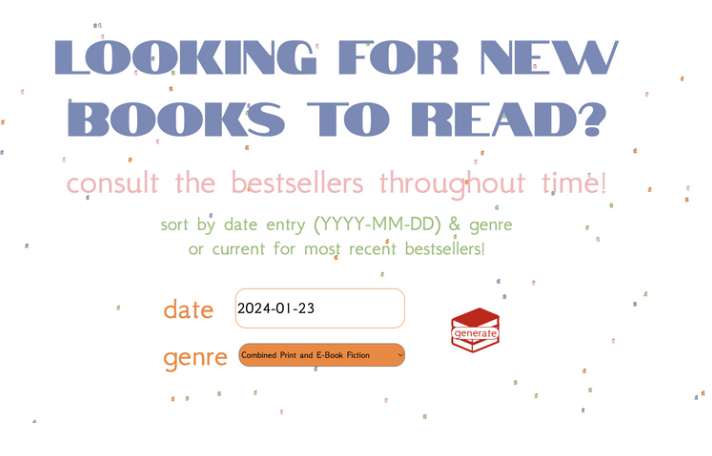 LOOKING FOR NEW
BOOKS TO READ?
consult the bestsellers throughout time!
sort by date entry (YYYY-MM-DD) & genre
or current for most recent bestsellers!
date
2024-01-23
generate
genre
Combined Print and E-Book Fiction